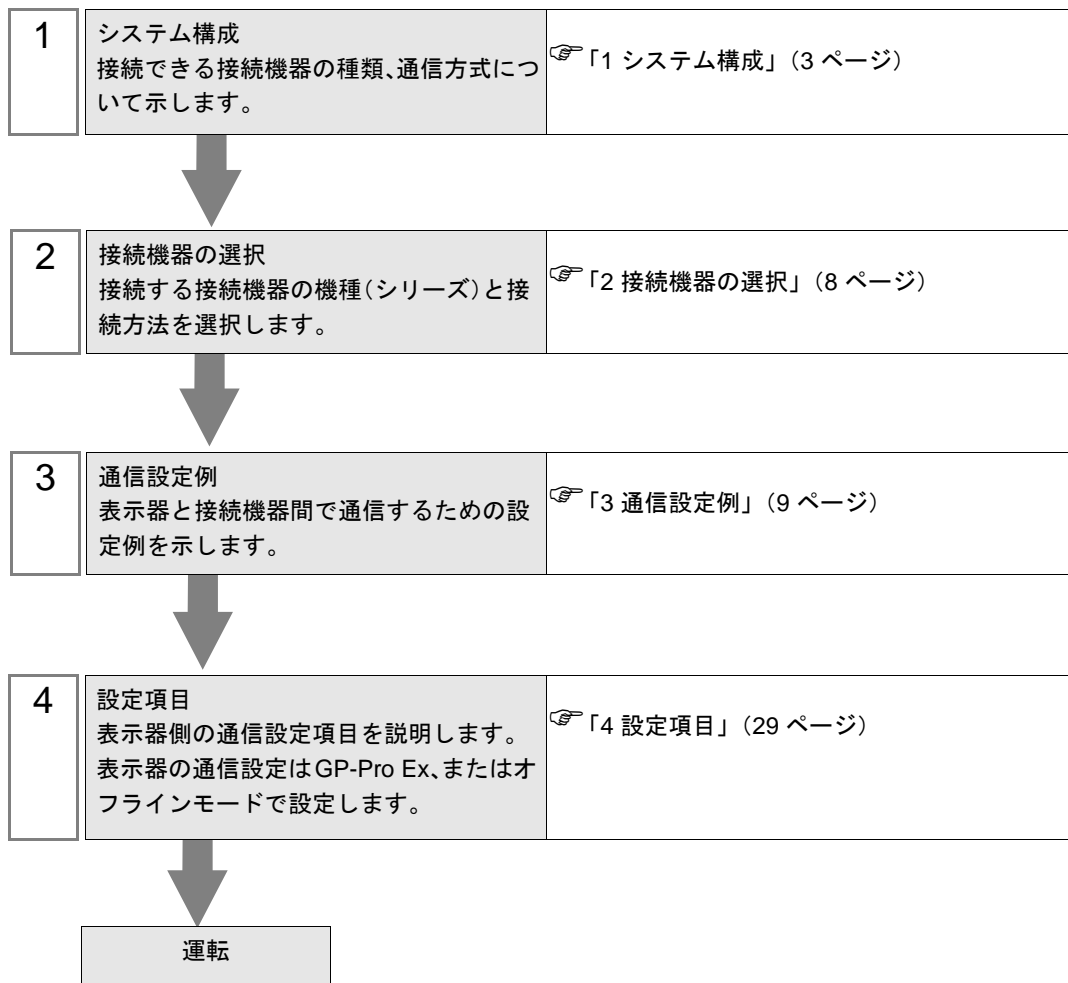 1
システム構成
接続できる接続機器の種類、通信方式につ
いて示します。
☞「1 システム構成」(3 ページ)
2
接続機器の選択
接続する接続機器の機種(シリーズ)と接
続方法を選択します。
☞「2 接続機器の選択」(8 ページ)
3
通信設定例
表示器と接続機器間で通信するための設
定例を示します。
☞「3 通信設定例」(9 ページ)
4
設定項目
表示器側の通信設定項目を説明します。
表示器の通信設定はGP-Pro Ex、またはオ
フラインモードで設定します。
☞「4 設定項目」(29 ページ)
運転